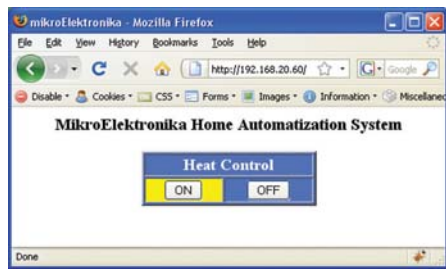 mikroElektronika - Mozilla Firefox
File Edit View History Bookmarks Tools Help
http://192.168.20.60/ Google
Disable Cookies CSS Forms Images Information Miscellaneo
MikroElektronika Home Automatization System
Heat Control
ON OFF
Done